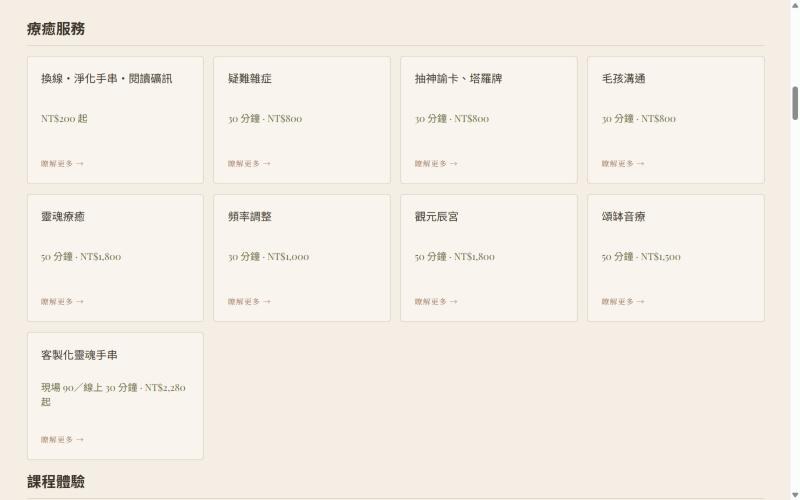 療癒服務
換線・淨化手串・閱讀礦訊
NT$200 起
瞭解更多 →
疑難雜症
30 分鐘 · NT$800
瞭解更多 →
抽神諭卡、塔羅牌
30 分鐘 · NT$800
瞭解更多 →
毛孩溝通
30 分鐘 · NT$800
瞭解更多 →
靈魂療癒
50 分鐘 · NT$1,800
瞭解更多 →
頻率調整
30 分鐘 · NT$1,000
瞭解更多 →
觀元辰宮
50 分鐘 · NT$1,800
瞭解更多 →
頌缽音療
50 分鐘 · NT$1,500
瞭解更多 →
客製化靈魂手串
現場 90／線上 30 分鐘 · NT$2,280
起
瞭解更多 →
課程體驗